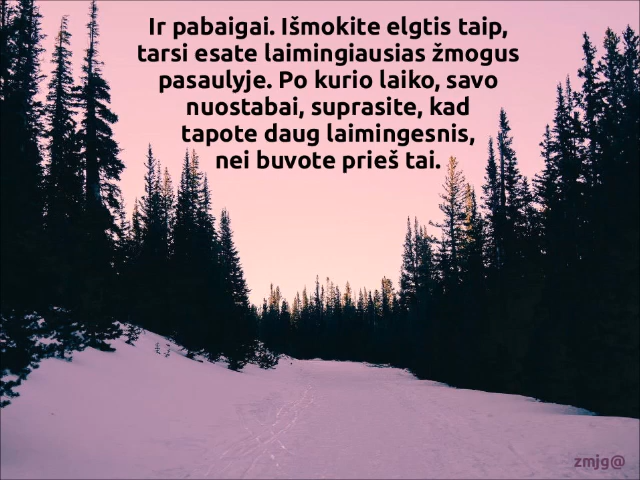 Ir pabaigai. Išmokite elgtis taip,
tarsi esate laimingiausias žmogus
pasaulyje. Po kurio laiko, savo
nuostabai, suprasite, kad
tapote daug laimingesnis,
nei buvote prieš tai.
zmjg@